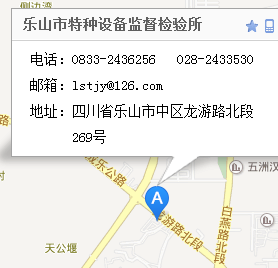 侧边湾
乐山市特种设备监督检验所
电话：0833-2436256 028-2433530
邮箱：lstjy@126.com
地址：四川省乐山市中区龙游路北段
269号
成乐公路
五洲汉
村
A
龙游路北段
白燕路北段
天公堰